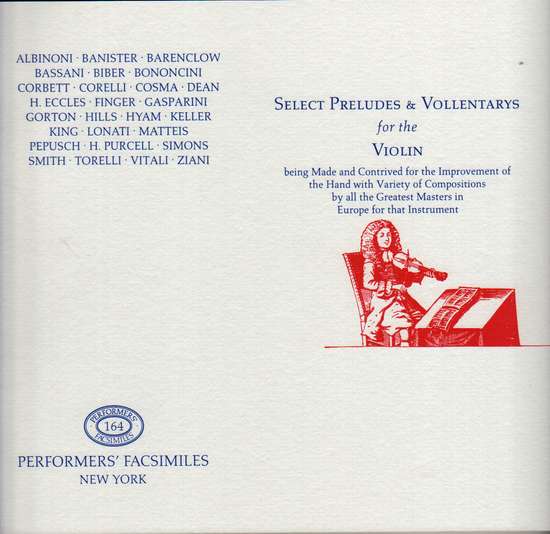 ALBINONI · BANISTER · BARENCLOW
BASSANI · BIBER · BONONCINI
CORBETT · CORELLI · COSMA · DEAN
H. ECCLES · FINGER · GASPARINI
GORTON · HILLS · HYAM · KELLER
KING · LONATI · MATTEIS
PEPUSCH · H. PURCELL · SIMONS
SMITH · TORELLI · VITALI · ZIANI
SELECT PRELUDES & VOLLENTARYS
for the
VIOLIN
being Made and Contrived for the Improvement of
the Hand with Variety of Compositions
by all the Greatest Masters in
Europe for that Instrument
PERFORMERS'
164
FACSIMILES
PERFORMERS' FACSIMILES
NEW YORK